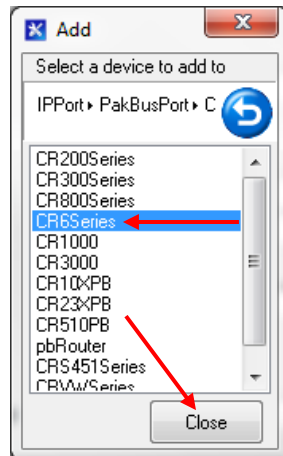 Add
Select a device to add to
IPPort ▸ PakBusPort ▸ C
CR200Series
CR300Series
CR800Series
CR6Series
CR1000
CR3000
CR10XPB
CR23XPB
CR510PB
pbRouter
CRS451Series
CRVWSeries
Close